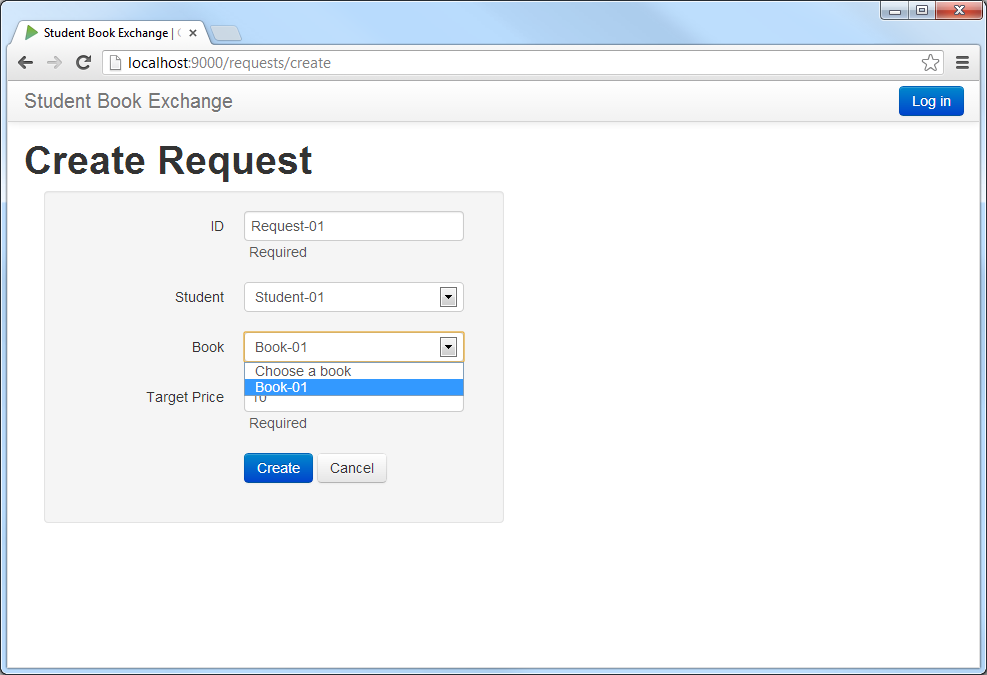 Student Book Exchange |
localhost:9000/requests/create
Student Book Exchange
Log in
Create Request
ID
Request-01
Required
Student
Student-01
Book
Book-01
Choose a book
Book-01
Target Price
10
Required
Create
Cancel